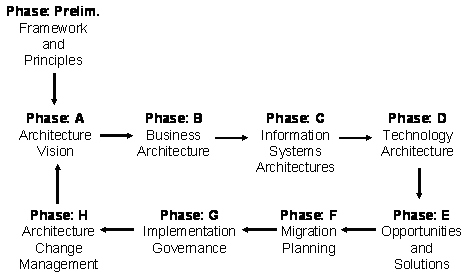 Phase: Prelim.
Framework
and
Principles
Phase: A
Architecture
Vision
Phase: B
Business
Architecture
Phase: C
Information
Systems
Architectures
Phase: D
Technology
Architecture
Phase: H
Architecture
Change
Management
Phase: G
Implementation
Governance
Phase: F
Migration
Planning
Phase: E
Opportunities
and
Solutions